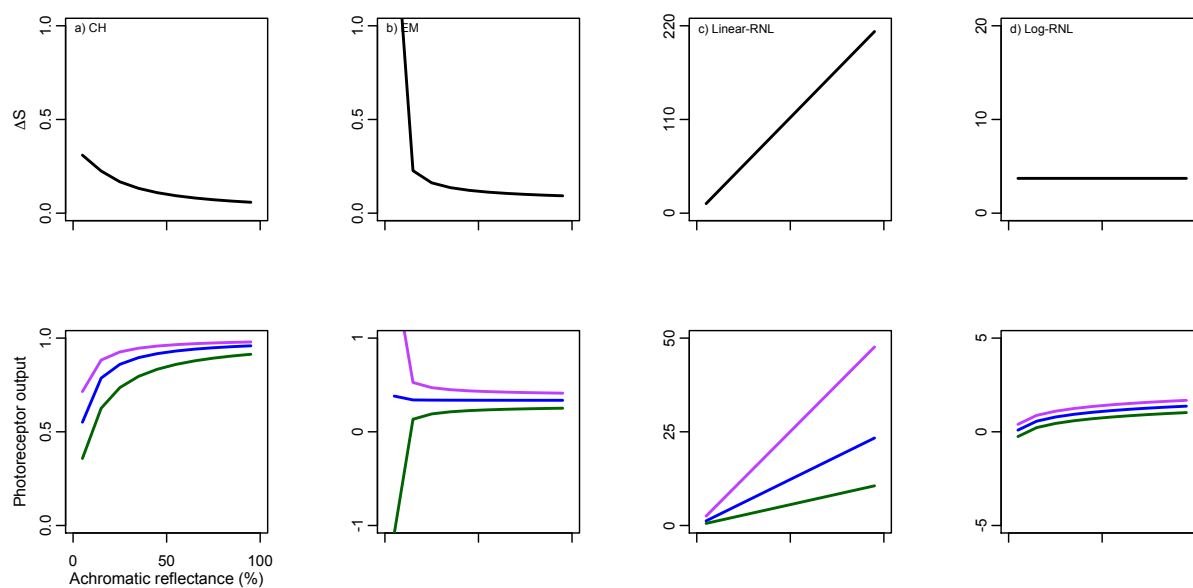 a) CH
b) EM
c) Linear-RNL
d) Log-RNL
ΔS
0.0 0.5 1.0
0.0 0.5 1.0
0 110 220
0 10 20
Photoreceptor output
0.0 0.5 1.0
-1 0 1
0 25 50
-5 0 5
0 50 100
Achromatic reflectance (%)